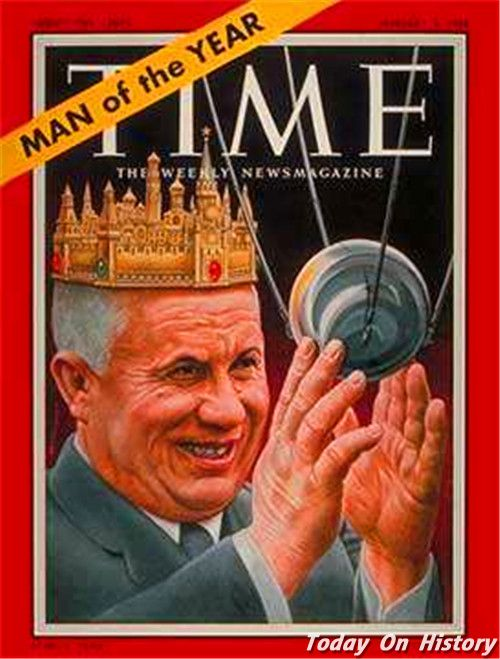 MAN of the YEAR
TIME
THE WEEKLY NEWSMAGAZINE
Today On History